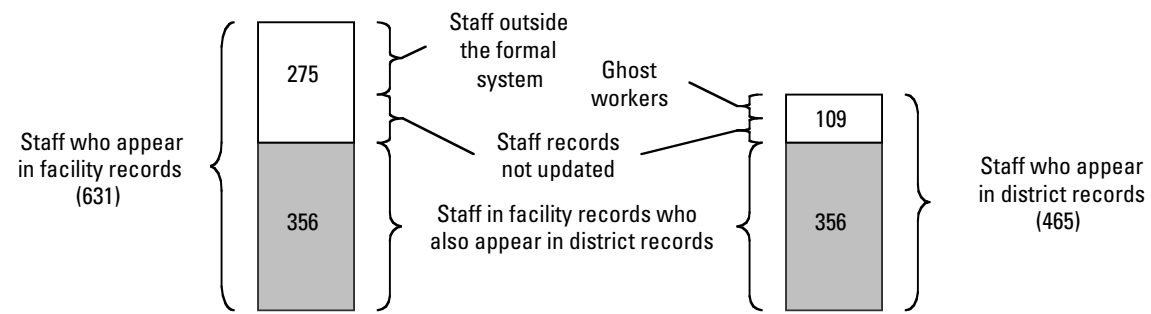 Staff outside
the formal
system
275
Ghost
workers
109
Staff who appear
in facility records
(631)
Staff records
not updated
Staff who appear
in district records
(465)
356
Staff in facility records who
also appear in district records
356